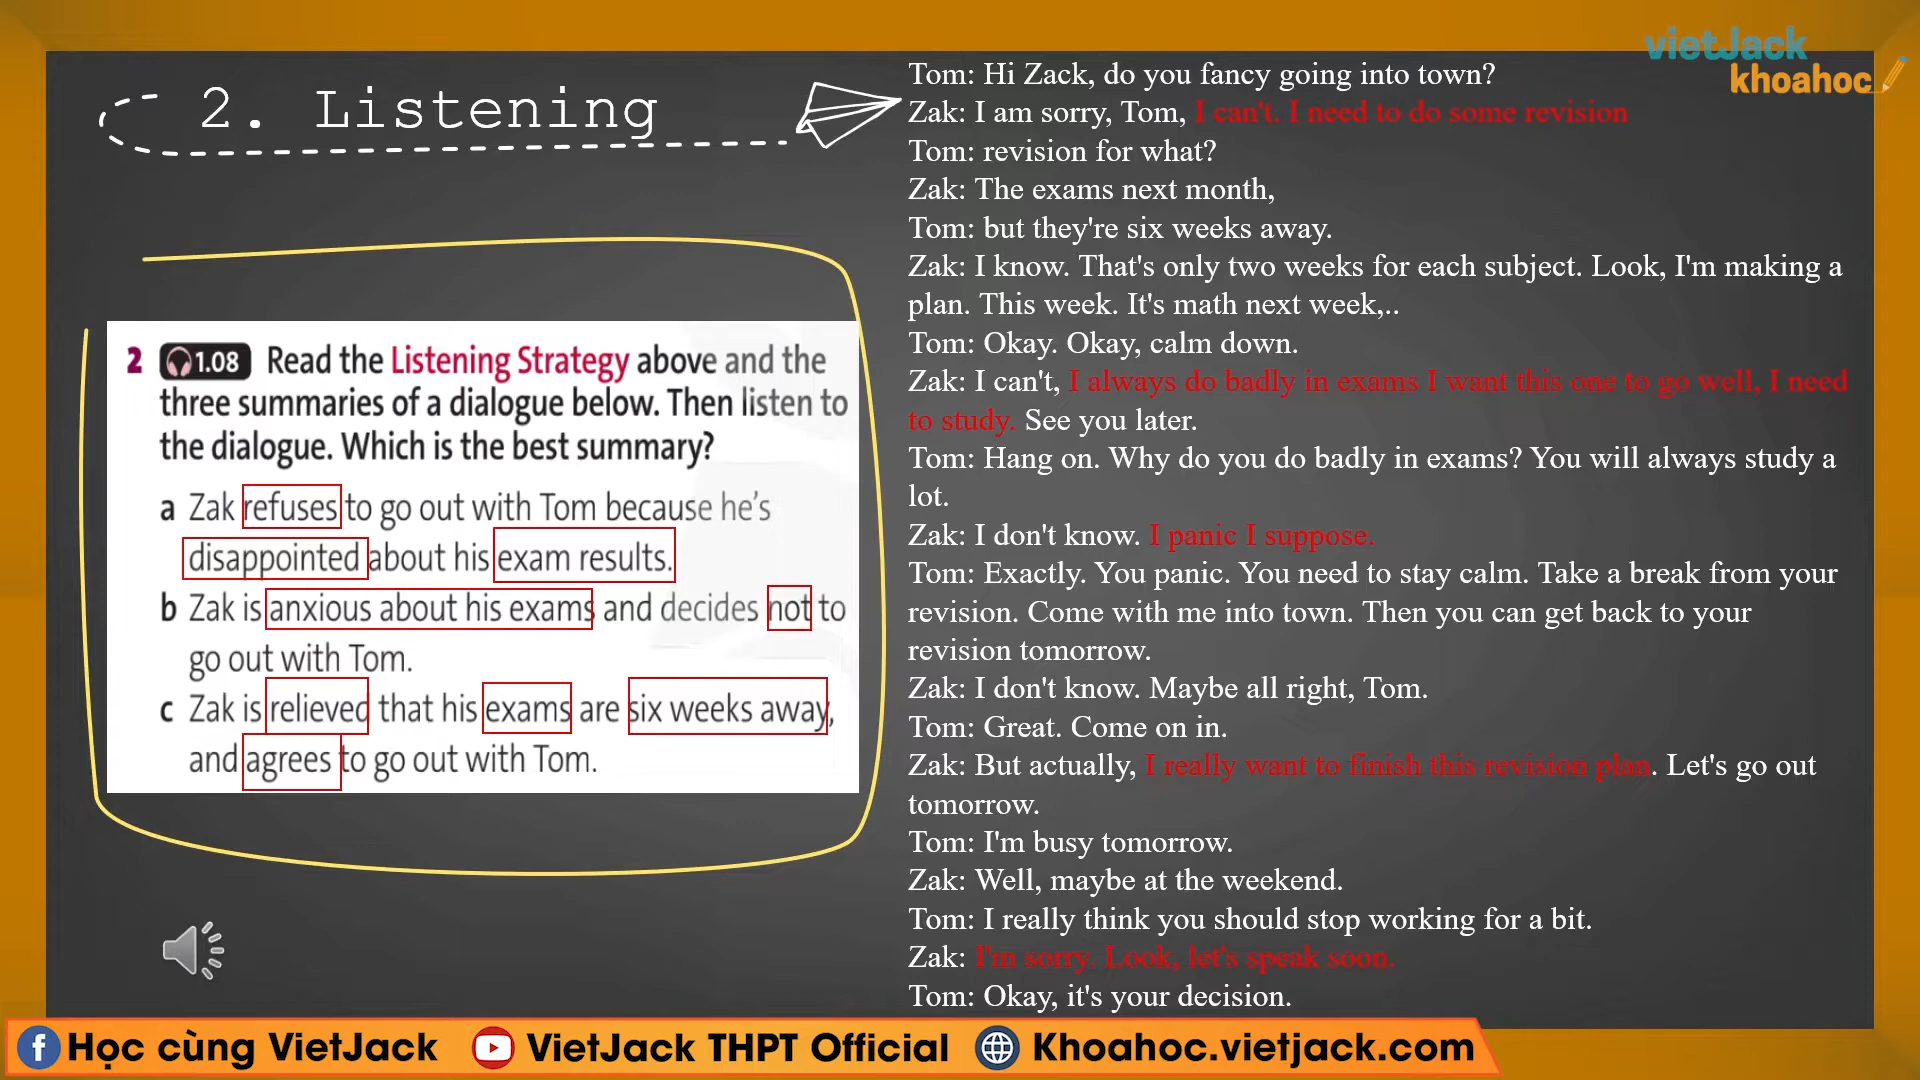 vietJack
khoahoc
2. Listening
2 1.08 Read the Listening Strategy above and the
three summaries of a dialogue below. Then listen to
the dialogue. Which is the best summary?
a Zak refuses to go out with Tom because he's
disappointed about his exam results.
b Zak is anxious about his exams and decides not to
go out with Tom.
c Zak is relieved that his exams are six weeks away,
and agrees to go out with Tom.
Tom: Hi Zack, do you fancy going into town?
Zak: I am sorry, Tom, I can't. I need to do some revision
Tom: revision for what?
Zak: The exams next month,
Tom: but they're six weeks away.
Zak: I know. That's only two weeks for each subject. Look, I'm making a
plan. This week. It's math next week,..
Tom: Okay. Okay, calm down.
Zak: I can't, I always do badly in exams I want this one to go well, I need
to study. See you later.
Tom: Hang on. Why do you do badly in exams? You will always study a
lot.
Zak: I don't know. I panic I suppose.
Tom: Exactly. You panic. You need to stay calm. Take a break from your
revision. Come with me into town. Then you can get back to your
revision tomorrow.
Zak: I don't know. Maybe all right, Tom.
Tom: Great. Come on in.
Zak: But actually, I really want to finish this revision plan. Let's go out
tomorrow.
Tom: I'm busy tomorrow.
Zak: Well, maybe at the weekend.
Tom: I really think you should stop working for a bit.
Zak: I'm sorry. Look, let's speak soon.
Tom: Okay, it's your decision.
Học cùng VietJack VietJack THPT Official Khoahoc.vietjack.com